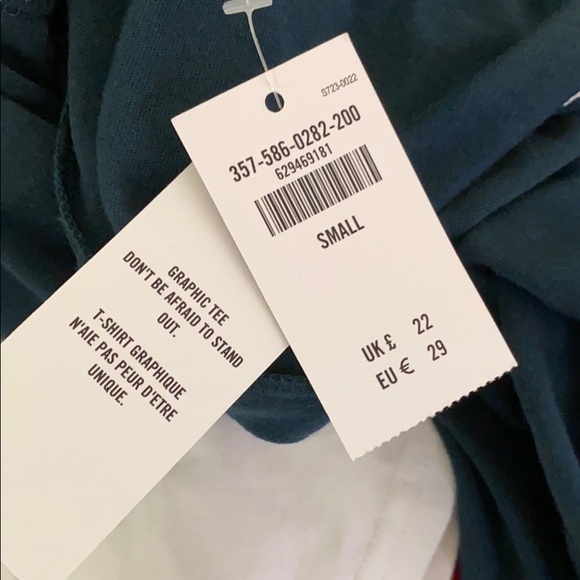 S723-0022
357-586-0282-200
629469181
SMALL
UK £ 22
EU € 29
GRAPHIC TEE
DON'T BE AFRAID TO STAND
OUT.
T-SHIRT GRAPHIQUE
N'AIE PAS PEUR D'ETRE
UNIQUE.